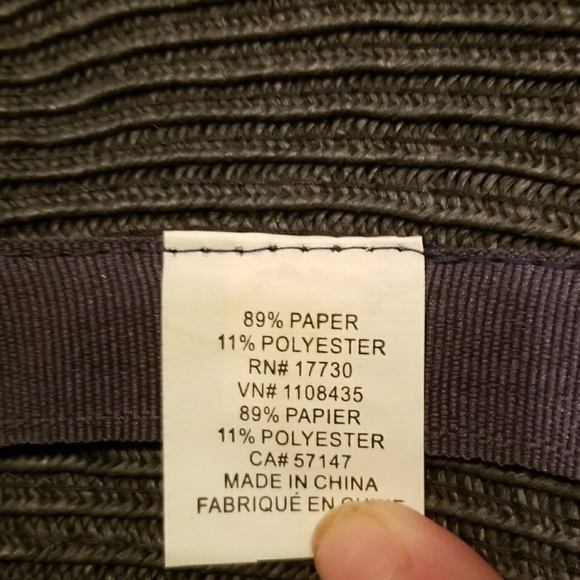 89% PAPER
11% POLYESTER
RN# 17730
VN# 1108435
89% PAPIER
11% POLYESTER
CA# 57147
MADE IN CHINA
FABRIQUÉ EN